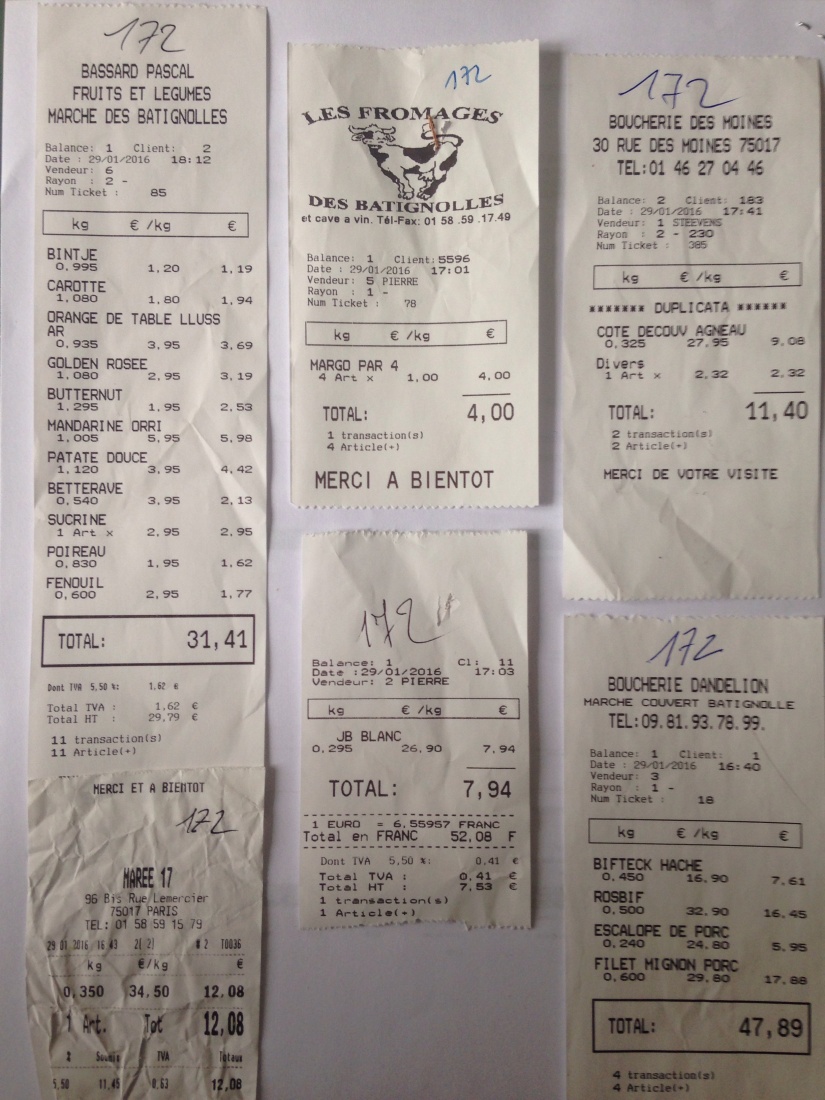 172
BASSARD PASCAL
FRUITS ET LEGUMES
MARCHE DES BATIGNOLLES
Balance: 1 Client: 2
Date : 29/01/2016 18:12
Vendeur: 6
Rayon : 2 -
Num Ticket : 85
kg € /kg €
BINTJE
0,995 1,20 1,19
CAROTTE
1,080 1,80 1,94
ORANGE DE TABLE LLUSS
AR
0,935 3,95 3,69
GOLDEN ROSEE
1,080 2,95 3,19
BUTTERNUT
1,295 1,95 2,53
MANDARINE ORRI
1,005 5,95 5,98
PATATE DOUCE
1,120 3,95 4,42
BETTERAVE
0,540 3,95 2,13
SUCRINE
1 Art x 2,95 2,95
POIREAU
0,830 1,95 1,62
FENOUIL
0,600 2,95 1,77
TOTAL: 31,41
Dont TVA 5,50 %: 1,62 €
Total TVA : 1,62 €
Total HT : 29,79 €
11 transaction(s)
11 Article(+)
MERCI ET A BIENTOT
172
MAREE 17
96 Bis Rue Lemercier
75017 PARIS
TEL: 01 58 59 15 79
29 01 2016 16 43 2( 2) # 2 T0036
kg €/kg €
0,350 34,50 12,08
1 Art. Tot 12,08
2 TVA Totaux
5,50 11,45 0,63 12,08
172
LES FROMAGES
DES BATIGNOLLES
et cave a vin. Tél-Fax: 01 58 .59 .17.49
Balance: 1 Client:5596
Date : 29/01/2016 17:01
Vendeur: 5 PIERRE
Rayon : 1 -
Num Ticket : 78
kg € /kg €
MARGO PAR 4
4 Art x 1,00 4,00
TOTAL: 4,00
1 transaction(s)
4 Article(+)
MERCI A BIENTOT
172
Balance: 1 Cl: 11
Date :29/01/2016 17:03
Vendeur: 2 PIERRE
kg € /kg €
JB BLANC
0,295 26,90 7,94
TOTAL: 7,94
1 EURO = 6,55957 FRANC
Total en FRANC 52,08 F
Dont TVA 5,50 %: 0,41 €
Total TVA : 0,41 €
Total HT : 7,53 €
1 transaction(s)
1 Article(+)
172
BOUCHERIE DES MOINES
30 RUE DES MOINES 75017
TEL:01 46 27 04 46
Balance: 2 Client: 183
Date : 29/01/2016 17:41
Vendeur: 1 STEEVENS
Rayon : 2 - 230
Num Ticket : 385
kg € /kg €
******* DUPLICATA ******
COTE DECOUV AGNEAU
0,325 27,95 9,08
Divers
1 Art x 2,32 2,32
TOTAL: 11,40
2 transaction(s)
2 Article(+)
MERCI DE VOTRE VISITE
172
BOUCHERIE DANDELION
MARCHE COUVERT BATIGNOLLE
TEL:09.81.93.78.99.
Balance: 1 Client: 1
Date : 29/01/2016 16:40
Vendeur: 3
Rayon : 1 -
Num Ticket : 18
kg € /kg €
BIFTECK HACHE
0,450 16,90 7,61
ROSBIF
0,500 32,90 16,45
ESCALOPE DE PORC
0,240 24,80 5,95
FILET MIGNON PORC
0,600 29,80 17,88
TOTAL: 47,89
4 transaction(s)
4 Article(+)